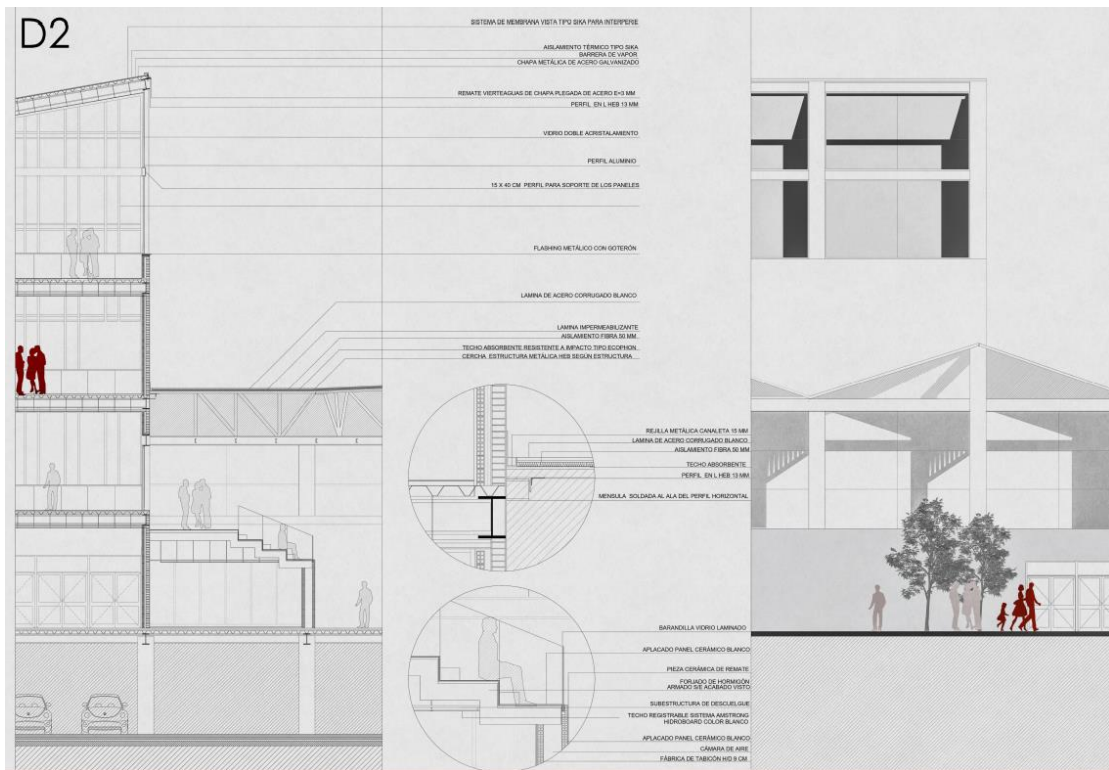 D2
SISTEMA DE MEMBRANA VISTA TIPO SIKA PARA INTERPERIE
AISLAMIENTO TÉRMICO TIPO SIKA
BARRERA DE VAPOR
CHAPA METÁLICA DE ACERO GALVANIZADO
REMATE VIERTEAGUAS DE CHAPA PLEGADA DE ACERO E=3 MM
PERFIL EN L HEB 13 MM
VIDRIO DOBLE ACRISTALAMIENTO
PERFIL ALUMINIO
15 X 40 CM PERFIL PARA SOPORTE DE LOS PANELES
FLASHING METÁLICO CON GOTERÓN
LAMINA DE ACERO CORRUGADO BLANCO
LAMINA IMPERMEABILIZANTE
AISLAMIENTO FIBRA 50 MM
TECHO ABSORBENTE RESISTENTE A IMPACTO TIPO ECOPHON
CERCHA ESTRUCTURA METÁLICA HEB SEGÚN ESTRUCTURA
REJILLA METÁLICA CANALETA 15 MM
LAMINA DE ACERO CORRUGADO BLANCO
AISLAMIENTO FIBRA 50 MM
TECHO ABSORBENTE
PERFIL EN L HEB 13 MM
MENSULA SOLDADA AL ALA DEL PERFIL HORIZONTAL
BARANDILLA VIDRIO LAMINADO
APLACADO PANEL CERÁMICO BLANCO
PIEZA CERÁMICA DE REMATE
FORJADO DE HORMIGÓN
ARMADO S/E ACABADO VISTO
SUBESTRUCTURA DE DESCUELGUE
TECHO REGISTRABLE SISTEMA AMSTRONG
HIDROBOARD COLOR BLANCO
APLACADO PANEL CERÁMICO BLANCO
CÁMARA DE AIRE
FÁBRICA DE TABICÓN H/D 9 CM